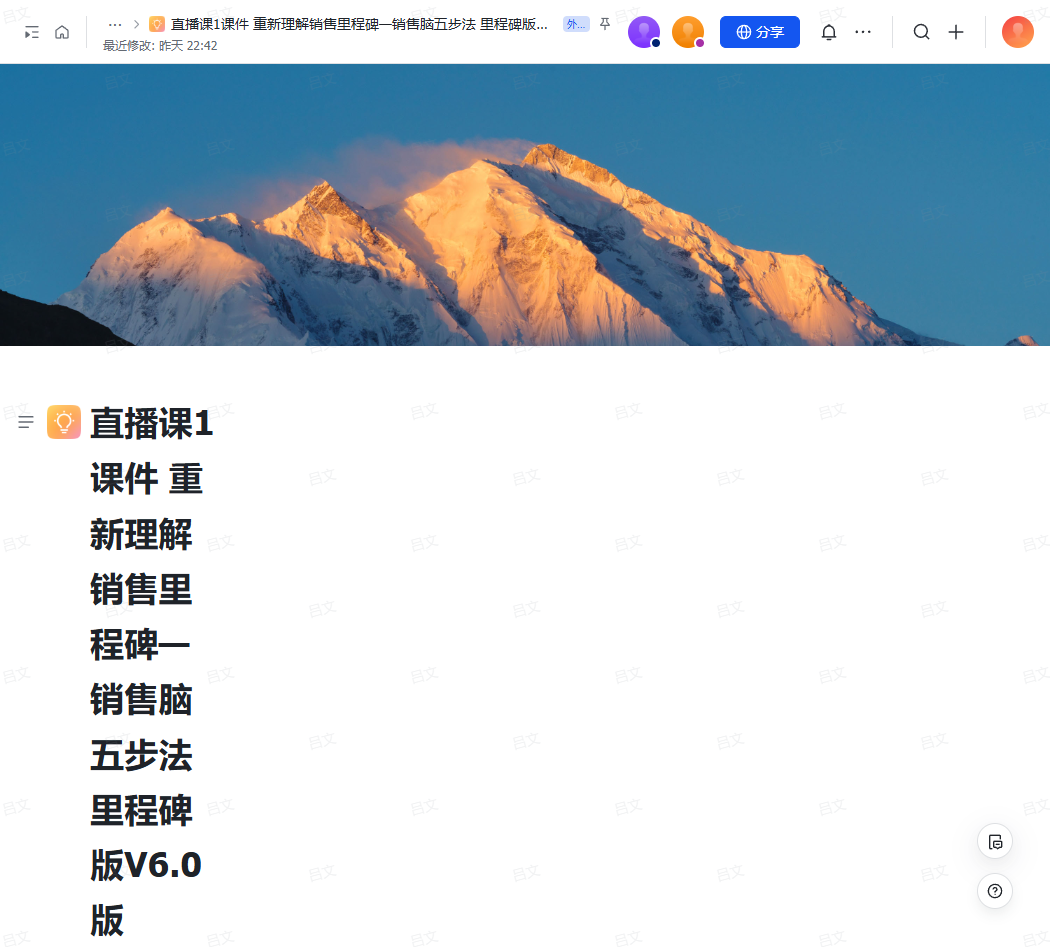 ... > 直播课1课件 重新理解销售里程碑一销售脑五步法 里程碑版... 外...
最近修改: 昨天 22:42
分享
直播课1
课件 重
新理解
销售里
程碑一
销售脑
五步法
里程碑
版V6.0
版
吕文